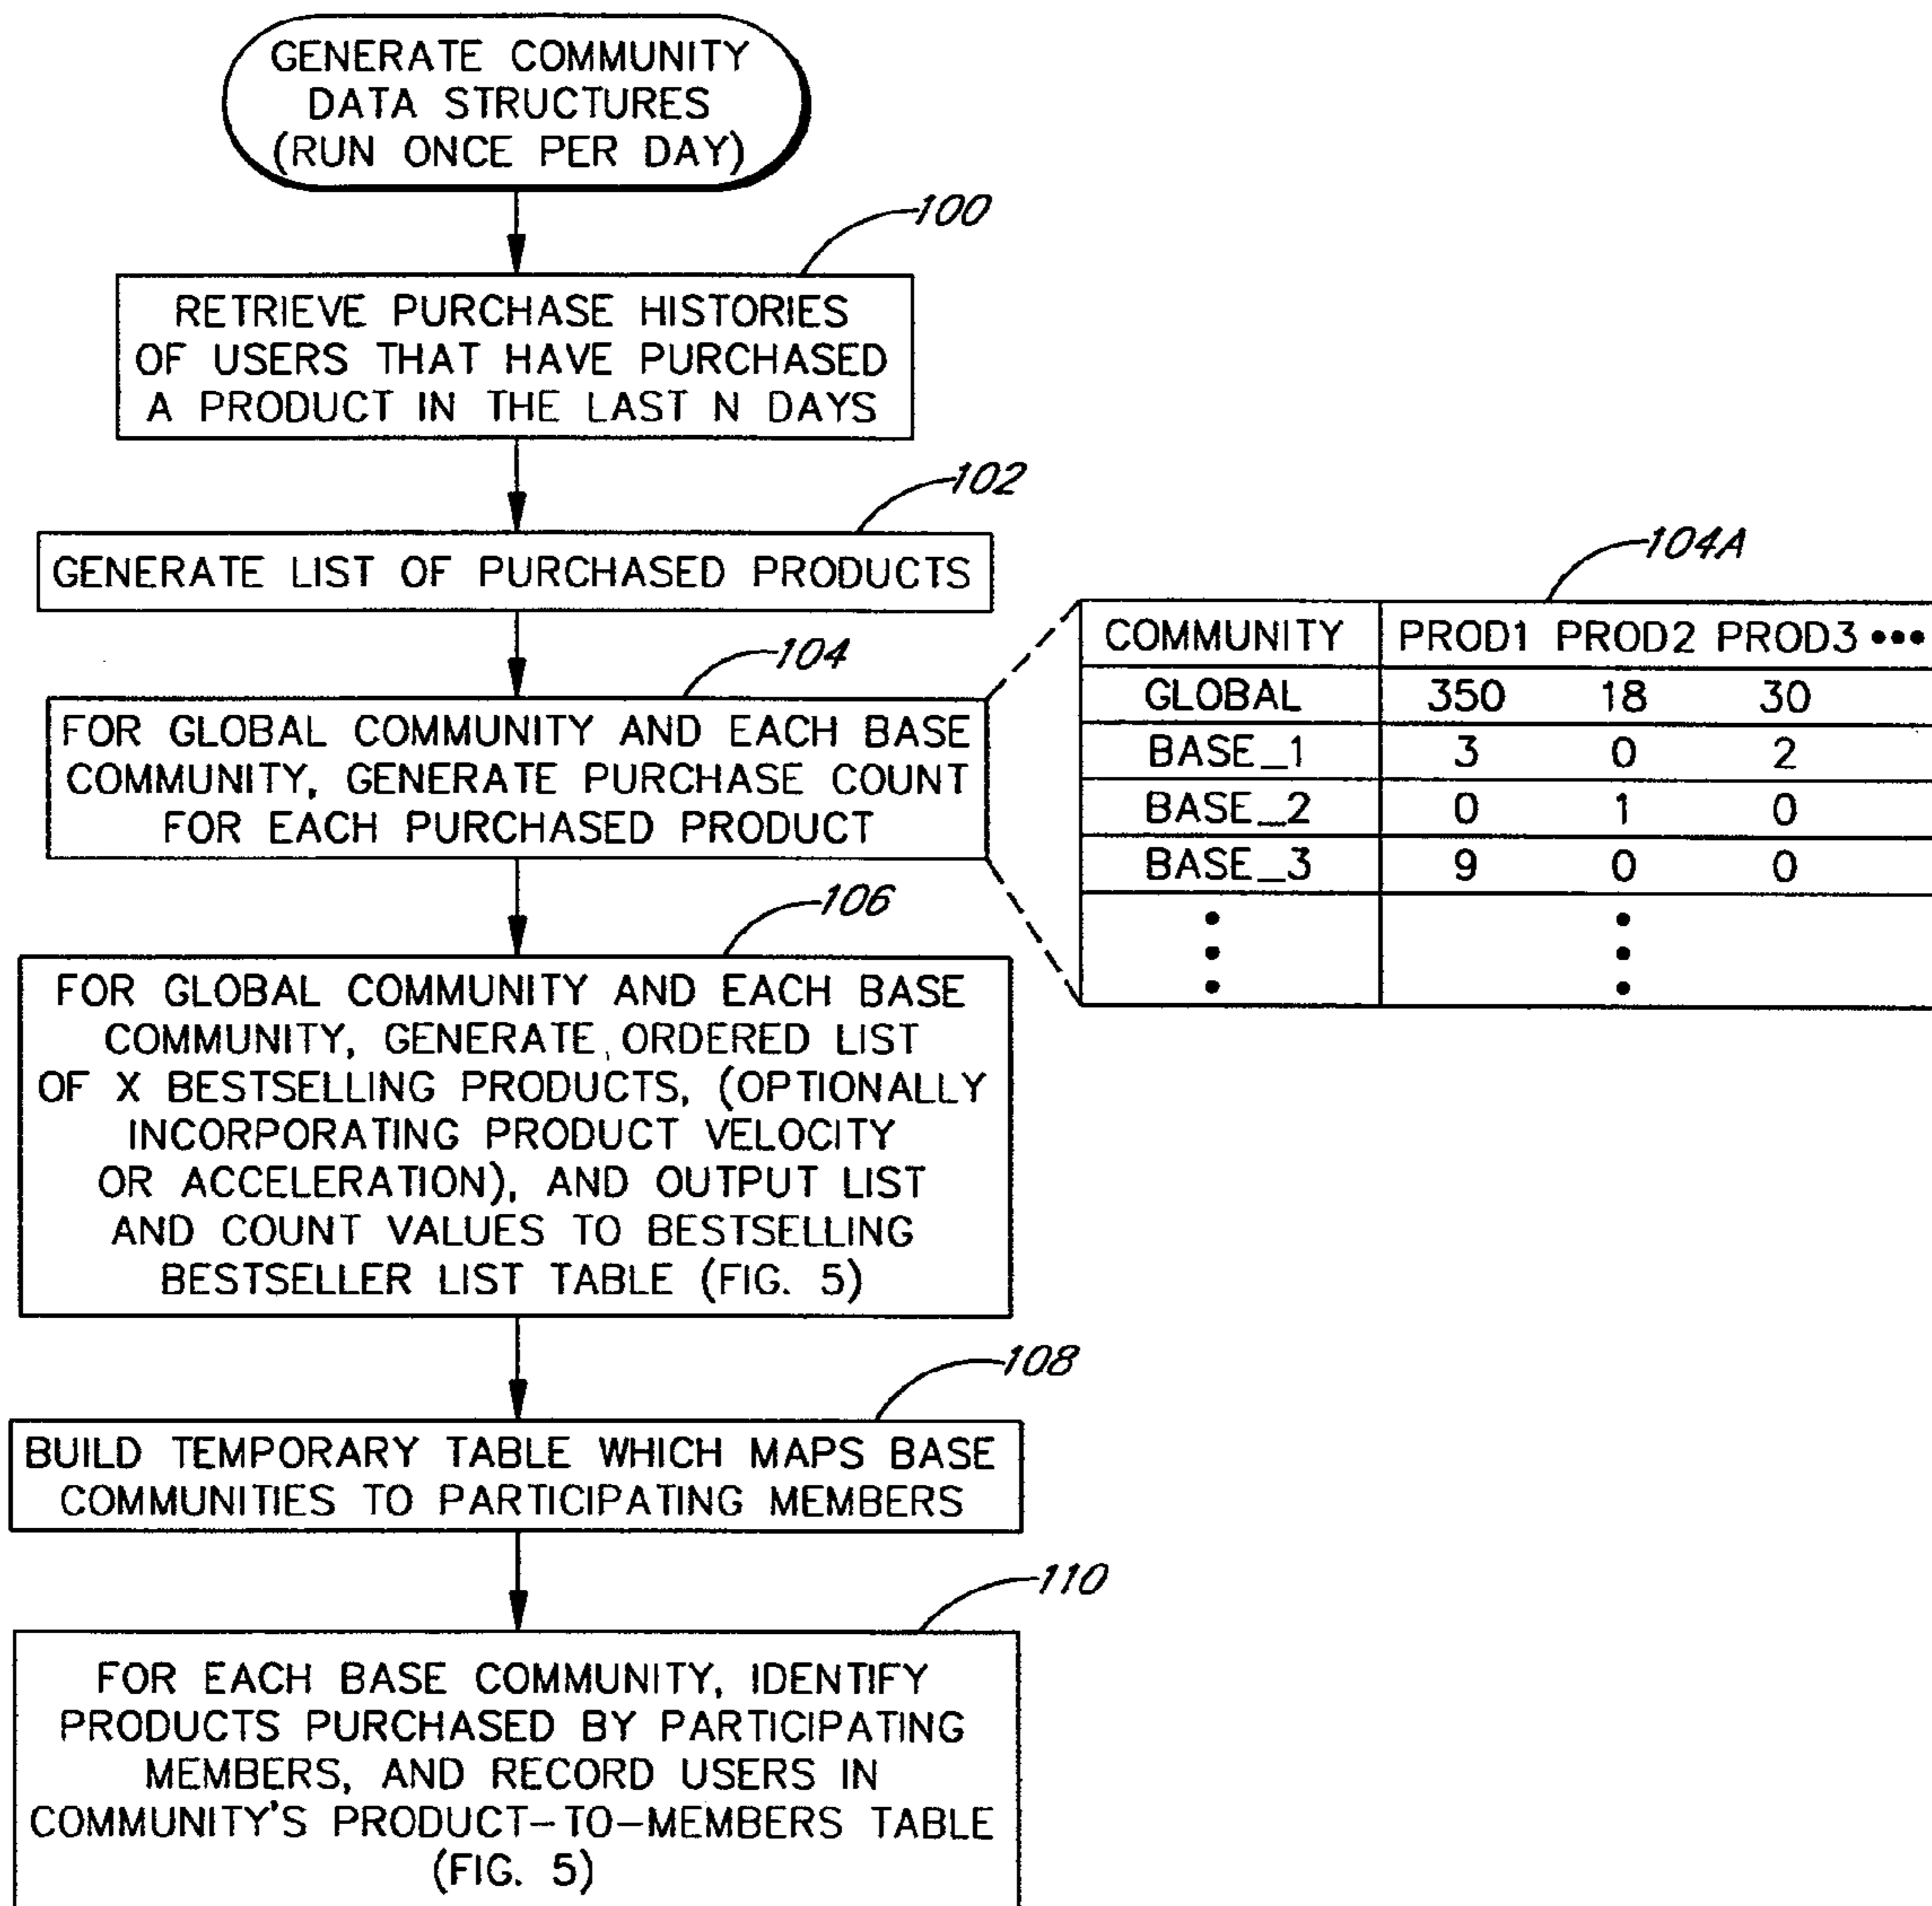 GENERATE COMMUNITY
DATA STRUCTURES
(RUN ONCE PER DAY)
100
RETRIEVE PURCHASE HISTORIES
OF USERS THAT HAVE PURCHASED
A PRODUCT IN THE LAST N DAYS
102
GENERATE LIST OF PURCHASED PRODUCTS
104
FOR GLOBAL COMMUNITY AND EACH BASE
COMMUNITY, GENERATE PURCHASE COUNT
FOR EACH PURCHASED PRODUCT
104A
COMMUNITY PROD1 PROD2 PROD3 •••
GLOBAL 350 18 30
BASE_1 3 0 2
BASE_2 0 1 0
BASE_3 9 0 0
106
FOR GLOBAL COMMUNITY AND EACH BASE
COMMUNITY, GENERATE ORDERED LIST
OF X BESTSELLING PRODUCTS, (OPTIONALLY
INCORPORATING PRODUCT VELOCITY
OR ACCELERATION), AND OUTPUT LIST
AND COUNT VALUES TO BESTSELLING
BESTSELLER LIST TABLE (FIG. 5)
108
BUILD TEMPORARY TABLE WHICH MAPS BASE
COMMUNITIES TO PARTICIPATING MEMBERS
110
FOR EACH BASE COMMUNITY, IDENTIFY
PRODUCTS PURCHASED BY PARTICIPATING
MEMBERS, AND RECORD USERS IN
COMMUNITY'S PRODUCT-TO-MEMBERS TABLE
(FIG. 5)